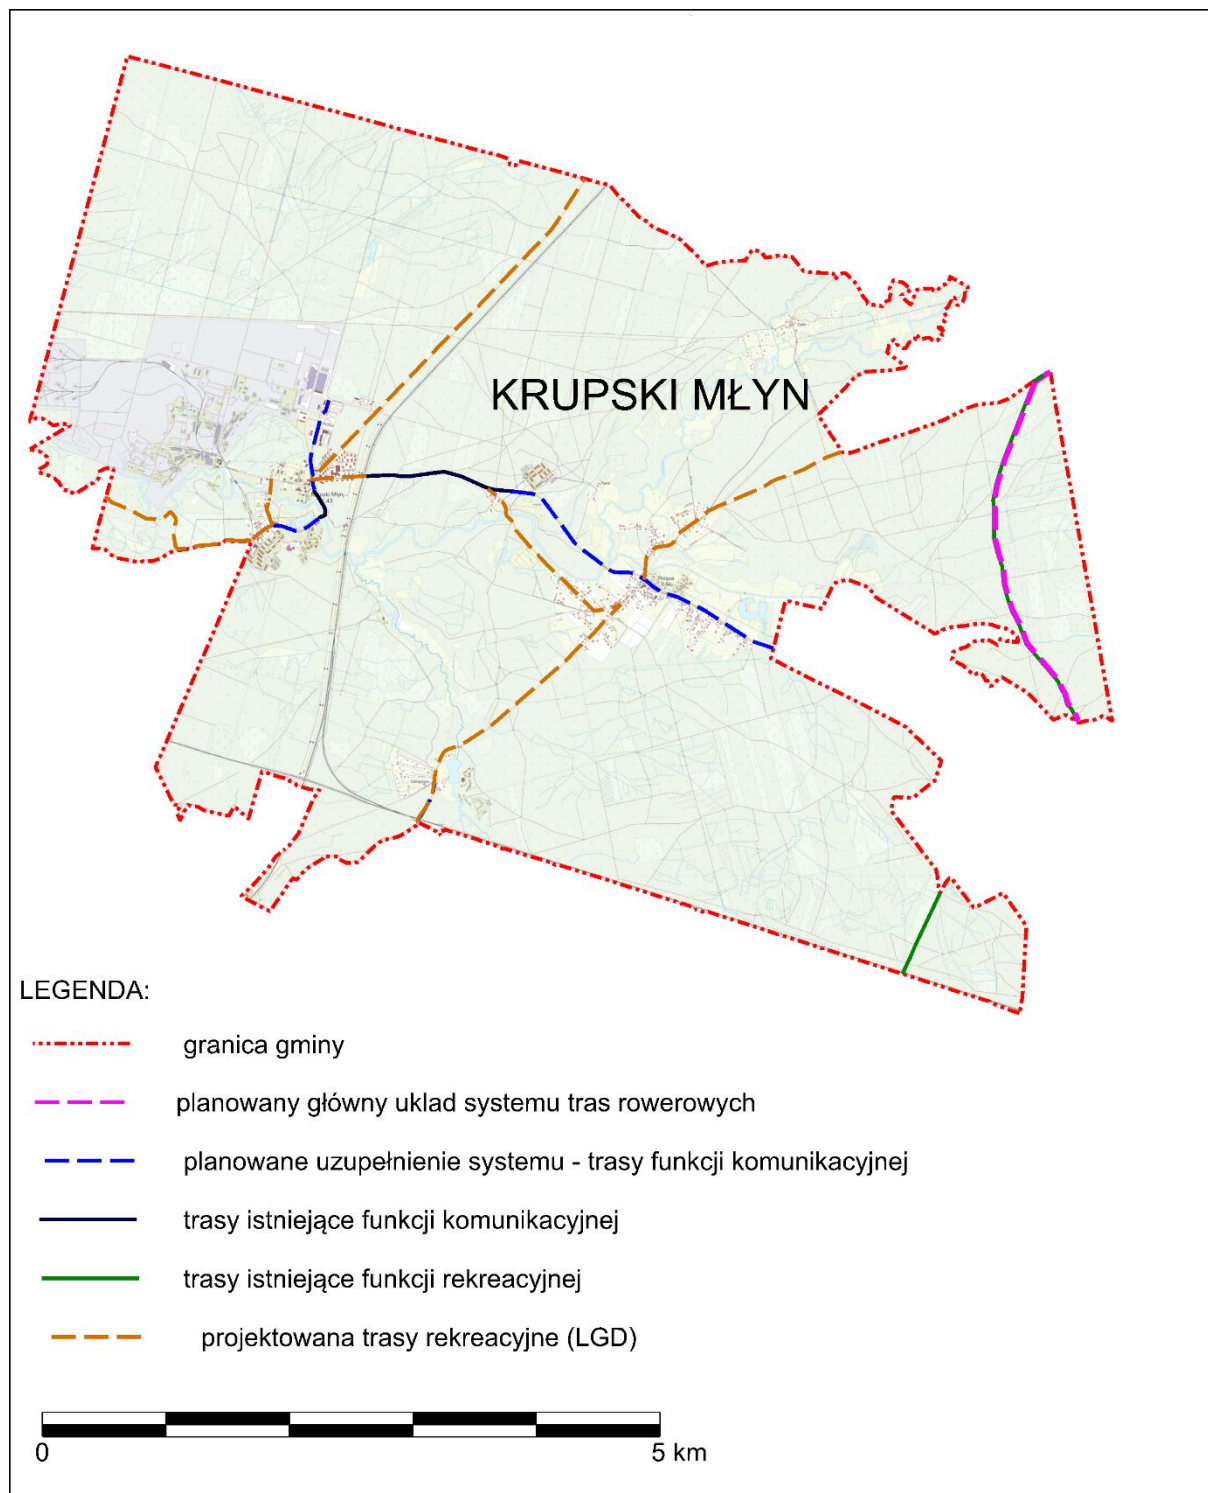 KRUPSKI MŁYN
LEGENDA:
granica gminy
planowany główny uklad systemu tras rowerowych
planowane uzupełnienie systemu - trasy funkcji komunikacyjnej
trasy istniejące funkcji komunikacyjnej
trasy istniejące funkcji rekreacyjnej
projektowana trasy rekreacyjne (LGD)
0
5 km